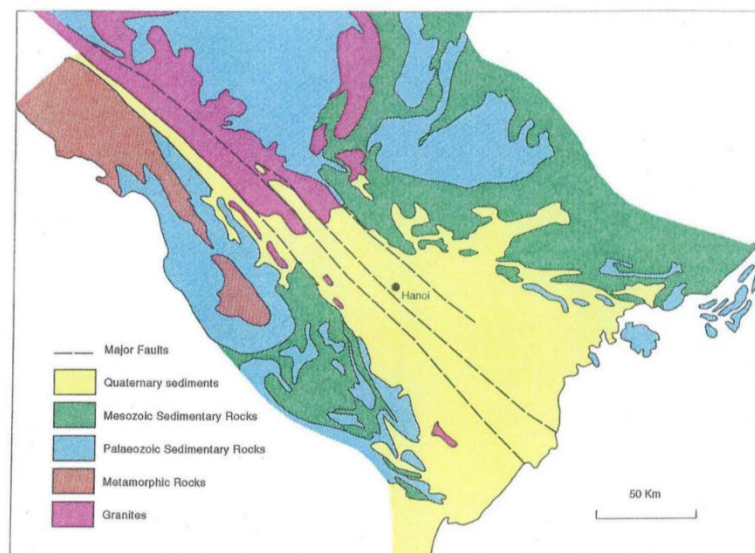 Hanoi
Major Faults
Quaternary sediments
Mesozoic Sedimentary Rocks
Palaeozoic Sedimentary Rocks
Metamorphic Rocks
Granites
50 Km